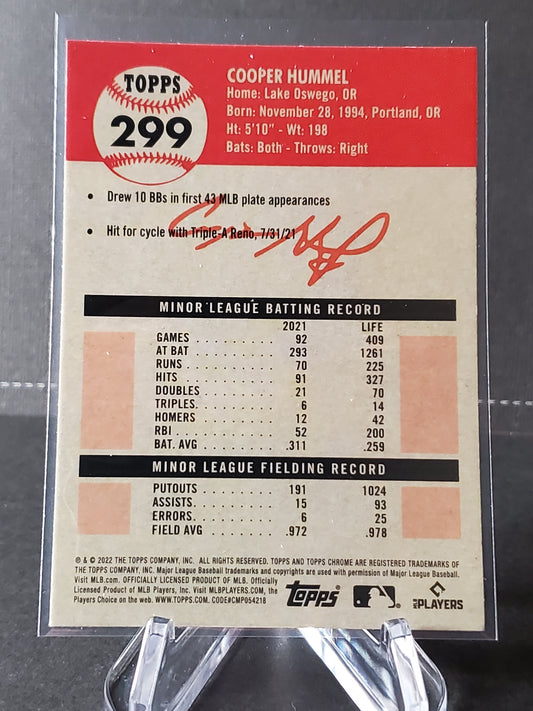 TOPPS
299
COOPER HUMMEL
Home: Lake Oswego, OR
Born: November 28, 1994, Portland, OR
Ht: 5'10" - Wt: 198
Bats: Both - Throws: Right
• Drew 10 BBs in first 43 MLB plate appearances
• Hit for cycle with Triple-A Reno, 7/31/21
MINOR LEAGUE BATTING RECORD
2021 LIFE
GAMES . . . . . . . . 92 409
AT BAT . . . . . . . . 293 1261
RUNS . . . . . . . . 70 225
HITS . . . . . . . . 91 327
DOUBLES . . . . . . . . 21 70
TRIPLES . . . . . . . . 6 14
HOMERS . . . . . . . . 12 42
RBI . . . . . . . . 52 200
BAT. AVG . . . . . . . . .311 .259
MINOR LEAGUE FIELDING RECORD
PUTOUTS . . . . . . . . 191 1024
ASSISTS . . . . . . . . 15 93
ERRORS . . . . . . . . 6 25
FIELD AVG . . . . . . . . .972 .978
® & © 2022 THE TOPPS COMPANY, INC. ALL RIGHTS RESERVED. TOPPS AND TOPPS CHROME ARE REGISTERED TRADEMARKS OF
THE TOPPS COMPANY, INC. Major League Baseball trademarks and copyrights are used with permission of Major League Baseball.
Visit MLB.com. OFFICIALLY LICENSED PRODUCT OF MLB. Officially
Licensed Product of MLB Players, Inc. Visit MLBPLAYERS.COM, the
Players Choice on the web. WWW.TOPPS.COM. CODE#CMP054218
Topps
MLB PLAYERS